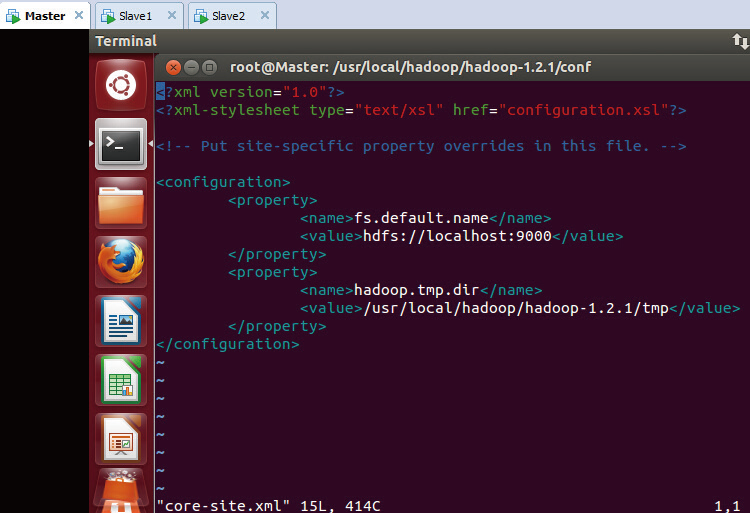 Master Slave1 Slave2
Terminal
root@Master: /usr/local/hadoop/hadoop-1.2.1/conf
<?xml version="1.0"?>
<?xml-stylesheet type="text/xsl" href="configuration.xsl"?>
<!-- Put site-specific property overrides in this file. -->
<configuration>
<property>
<name>fs.default.name</name>
<value>hdfs://localhost:9000</value>
</property>
<property>
<name>hadoop.tmp.dir</name>
<value>/usr/local/hadoop/hadoop-1.2.1/tmp</value>
</property>
</configuration>
~
~
~
~
~
~
~
~
"core-site.xml" 15L, 414C 1,1